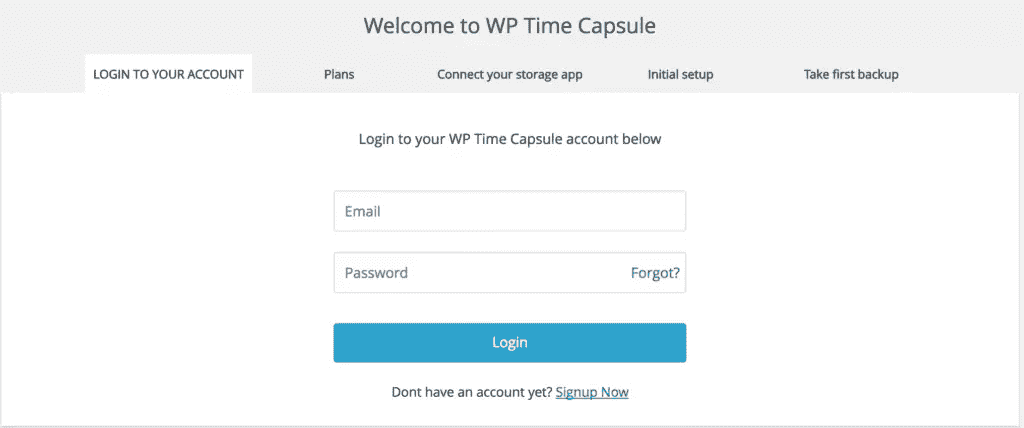 Welcome to WP Time Capsule
LOGIN TO YOUR ACCOUNT Plans Connect your storage app Initial setup Take first backup
Login to your WP Time Capsule account below
Email
Password Forgot?
Login
Dont have an account yet? Signup Now